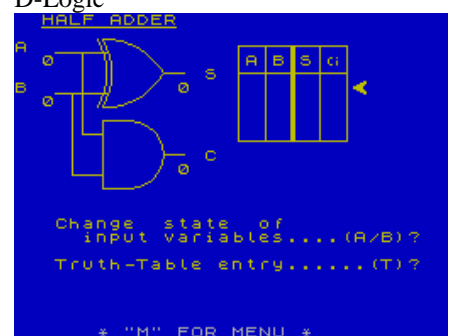 D-Logic
HALF ADDER
A 0
B 0
S 0
C 0
A B S Ci
Change state of
input variables....(A/B)?
Truth-Table entry......(T)?
* "M" FOR MENU *